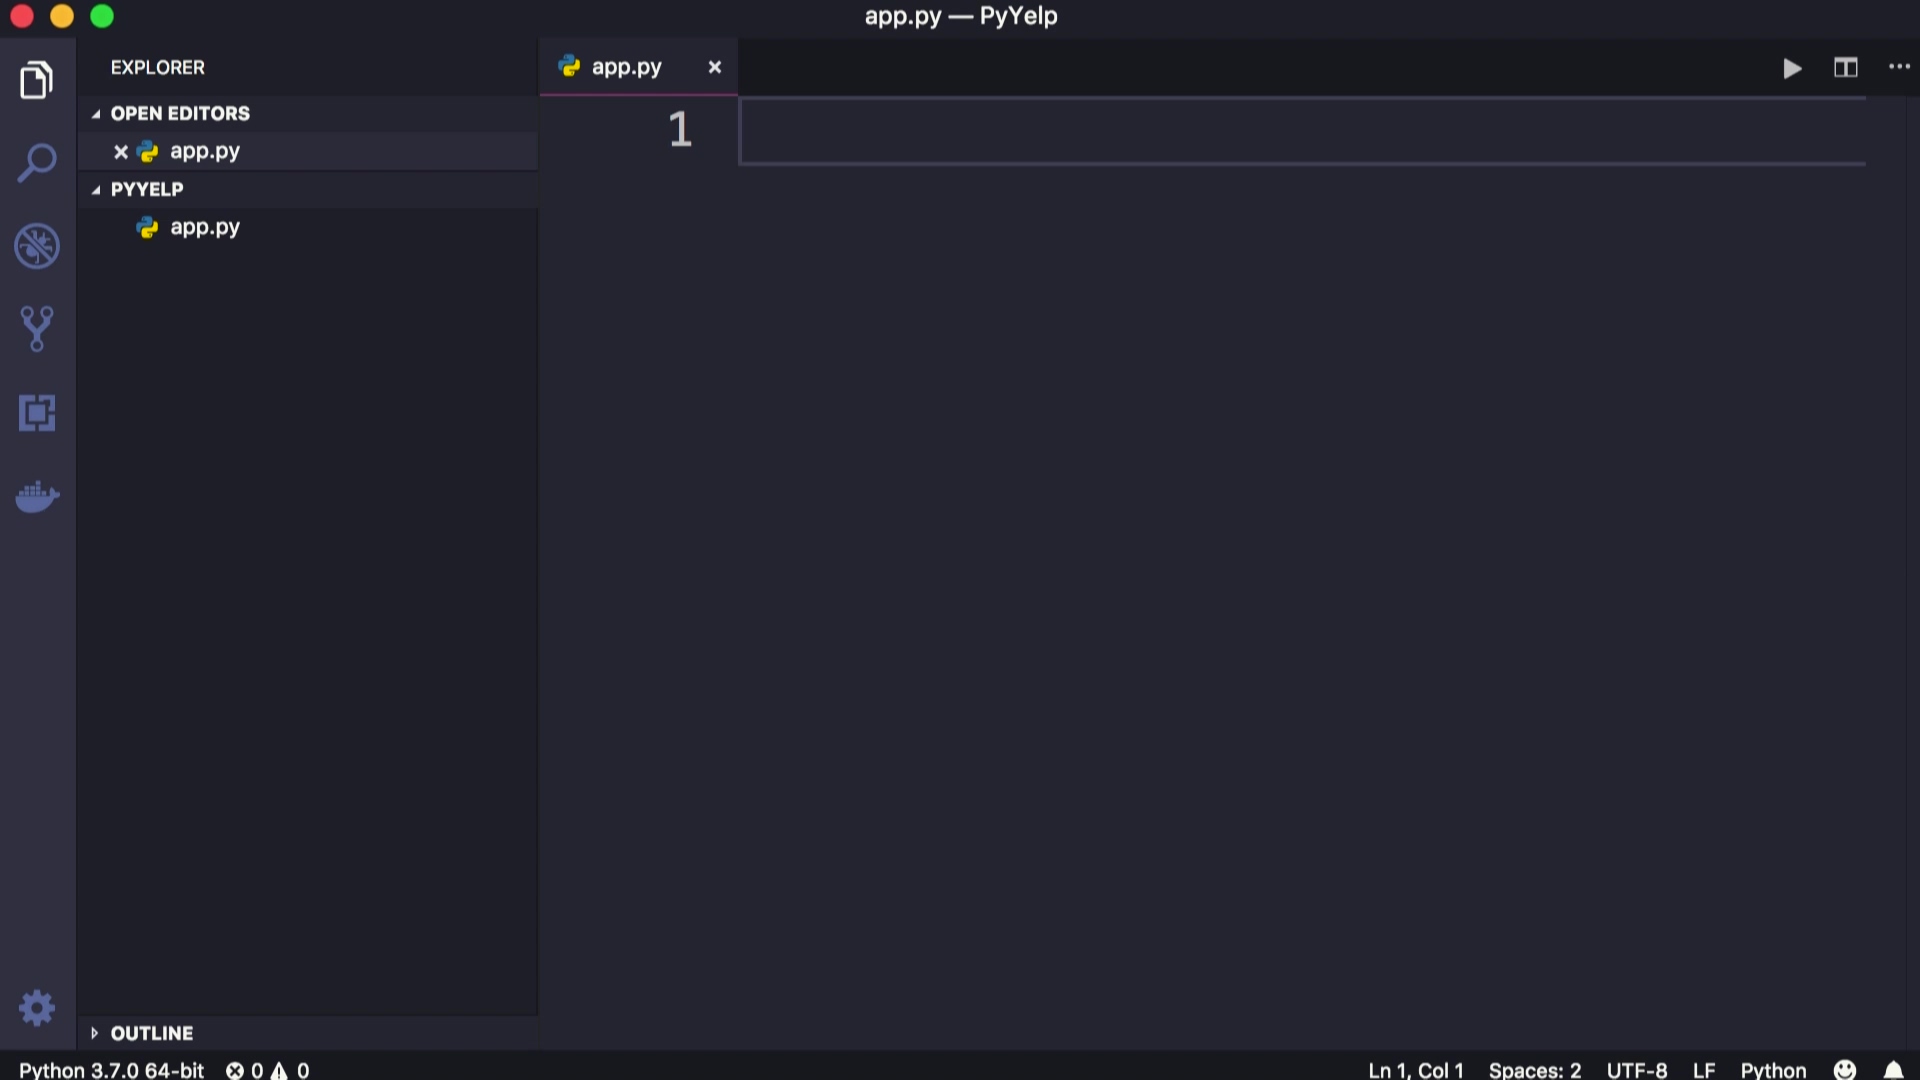 app.py — PyYelp
EXPLORER
OPEN EDITORS
app.py
PYYELP
app.py
OUTLINE
app.py
1
Python 3.7.0 64-bit 0 0
Ln 1, Col 1 Spaces: 2 UTF-8 LF Python